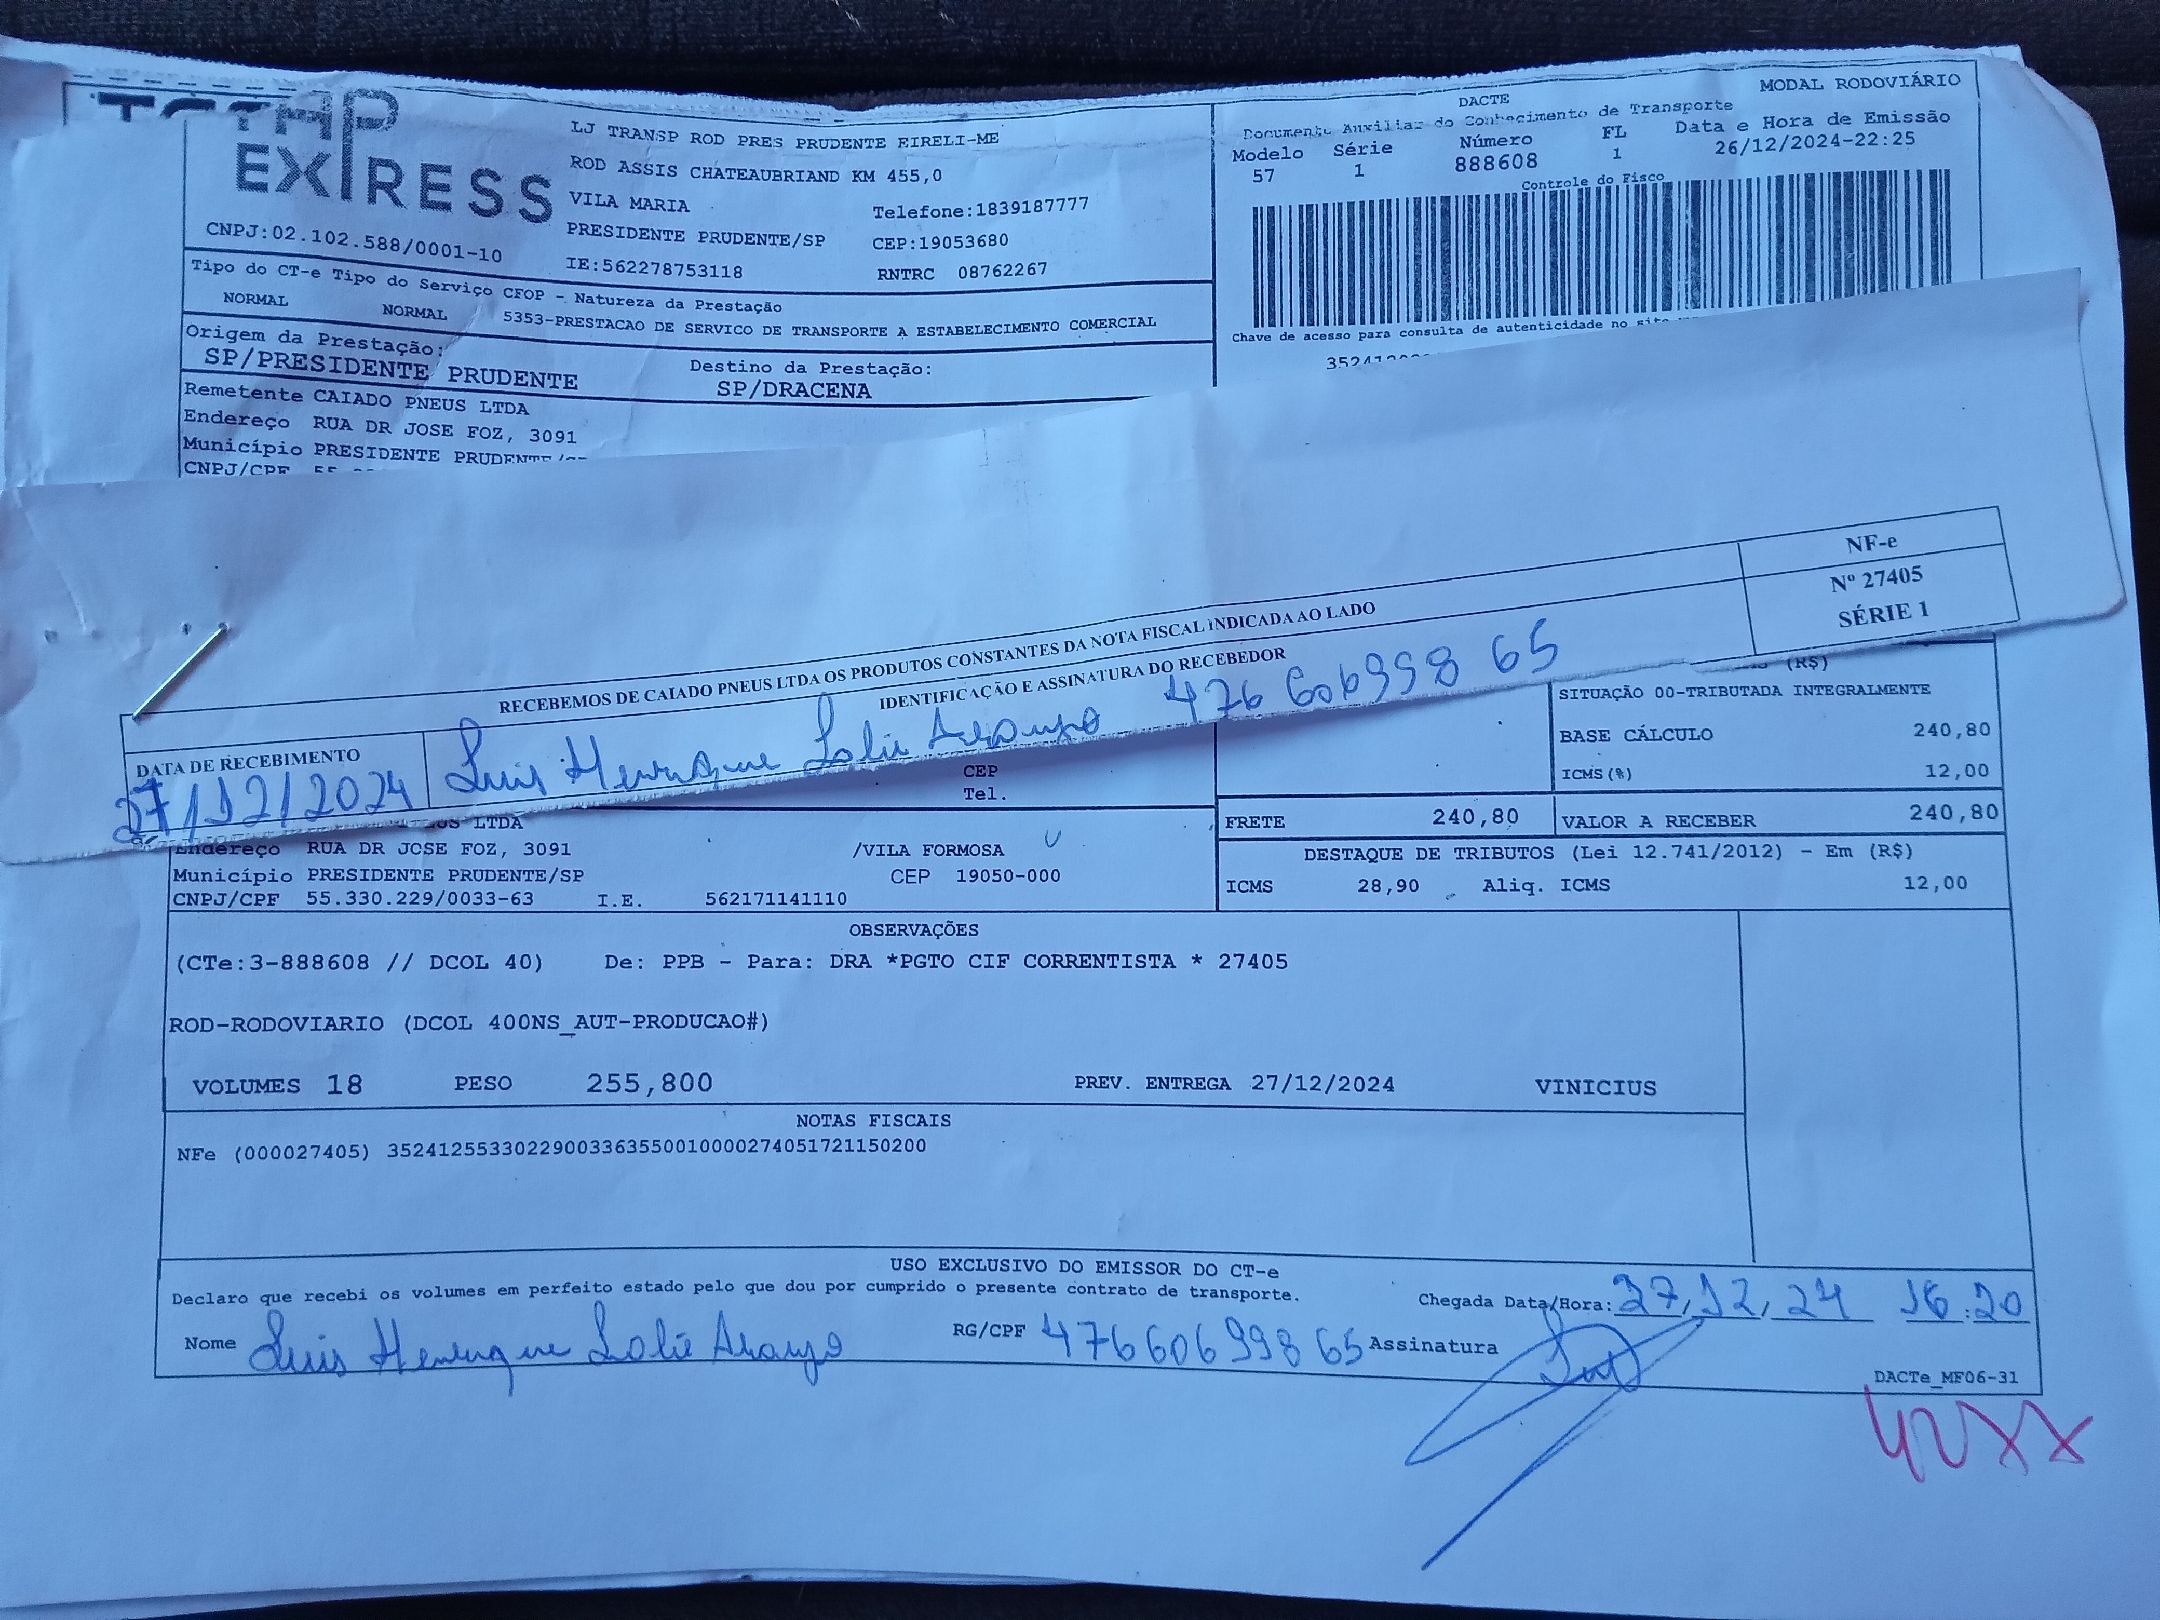 EXPRESS
CNPJ:02.102.588/0001-10
LJ TRANSP ROD PRES PRUDENTE EIRELI-ME
ROD ASSIS CHATEAUBRIAND KM 455,0
VILA MARIA
Telefone:1839187777
PRESIDENTE PRUDENTE/SP
CEP:19053680
IE:562278753118
RNTRC 08762267
MODAL RODOVIÁRIO
DACTE
Documento Auxiliar do Conhecimento de Transporte
Modelo Série Número FL Data e Hora de Emissão
57 1 888608 1 26/12/2024-22:25
Controle do Fisco
Chave de acesso para consulta de autenticidade no site
Tipo do CT-e Tipo do Serviço CFOP - Natureza da Prestação
NORMAL NORMAL 5353-PRESTACAO DE SERVICO DE TRANSPORTE A ESTABELECIMENTO COMERCIAL
Origem da Prestação: Destino da Prestação:
SP/PRESIDENTE PRUDENTE SP/DRACENA
Remetente CAIADO PNEUS LTDA
Endereço RUA DR JOSE FOZ, 3091
Município PRESIDENTE PRUDENTE
CNPJ/CPF 55
NF-e
Nº 27405
SÉRIE 1
RECEBEMOS DE CAIADO PNEUS LTDA OS PRODUTOS CONSTANTES DA NOTA FISCAL INDICADA AO LADO
DATA DE RECEBIMENTO IDENTIFICAÇÃO E ASSINATURA DO RECEBEDOR
27/12/2024 Luis Henrique Araujo 476 606998 65
(R$)
SITUAÇÃO 00-TRIBUTADA INTEGRALMENTE
BASE CÁLCULO 240,80
ICMS(%) 12,00
CEP
Tel.
FRETE 240,80 VALOR A RECEBER 240,80
LTDA
Endereço RUA DR JOSE FOZ, 3091 /VILA FORMOSA
Município PRESIDENTE PRUDENTE/SP CEP 19050-000
CNPJ/CPF 55.330.229/0033-63 I.E. 562171141110
DESTAQUE DE TRIBUTOS (Lei 12.741/2012) - Em (R$)
ICMS 28,90 Aliq. ICMS 12,00
OBSERVAÇÕES
(CTe:3-888608 // DCOL 40) De: PPB - Para: DRA *PGTO CIF CORRENTISTA * 27405
ROD-RODOVIARIO (DCOL 400NS_AUT-PRODUCAO#)
VOLUMES 18 PESO 255,800 PREV. ENTREGA 27/12/2024 VINICIUS
NOTAS FISCAIS
NFe (000027405) 35241255330229003363550010000274051721150200
USO EXCLUSIVO DO EMISSOR DO CT-e
Declaro que recebi os volumes em perfeito estado pelo que dou por cumprido o presente contrato de transporte. Chegada Data/Hora: 27/12/24 16:20
Nome Luis Henrique Araujo RG/CPF 476606998 65 Assinatura
DACTe_MF06-31